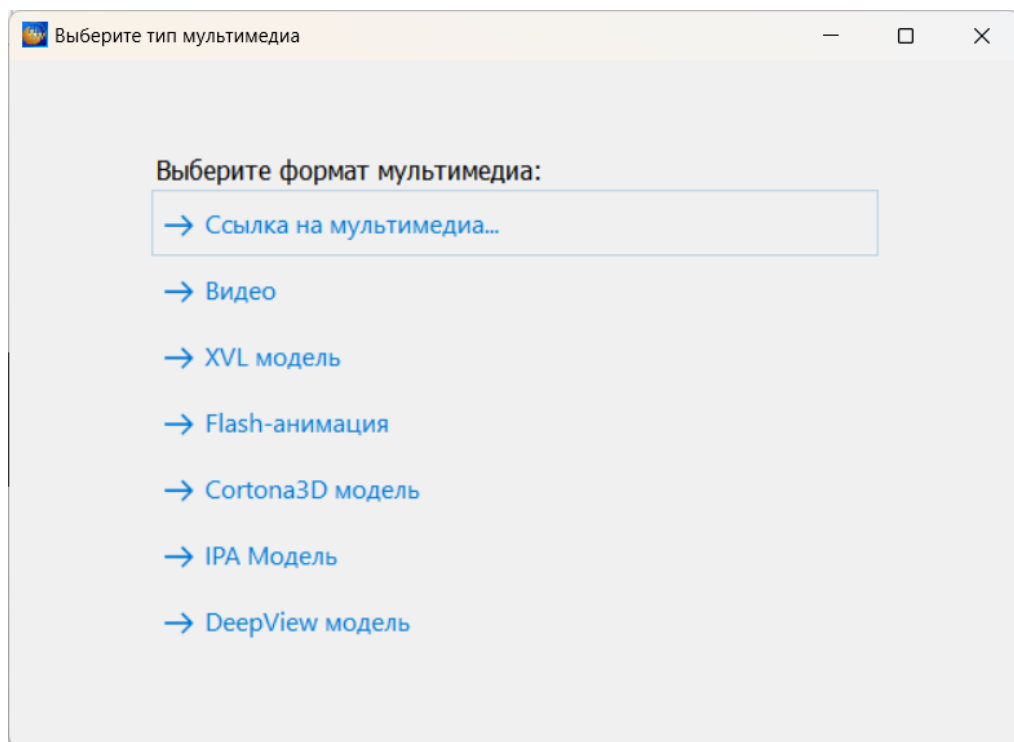 Выберите тип мультимедиа
Выберите формат мультимедиа:
Ссылка на мультимедиа...
Видео
XVL модель
Flash-анимация
Cortona3D модель
IPA Модель
DeepView модель